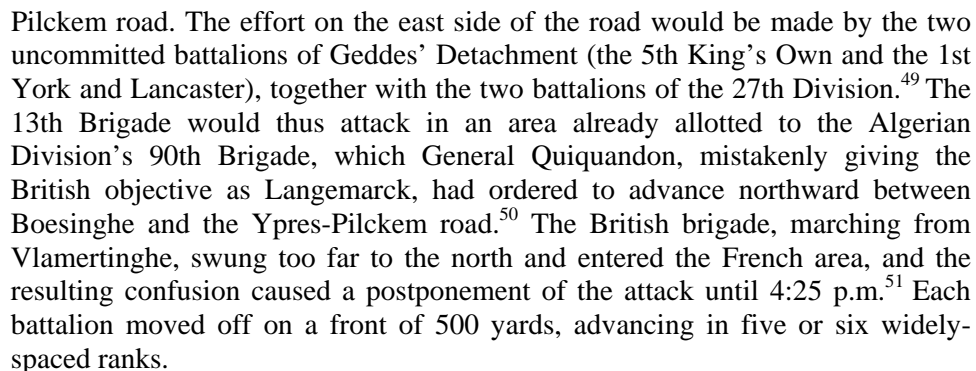 Pilckem road. The effort on the east side of the road would be made by the two
uncommitted battalions of Geddes’ Detachment (the 5th King’s Own and the 1st
York and Lancaster), together with the two battalions of the 27th Division.49 The
13th Brigade would thus attack in an area already allotted to the Algerian
Division’s 90th Brigade, which General Quiquandon, mistakenly giving the
British objective as Langemarck, had ordered to advance northward between
Boesinghe and the Ypres-Pilckem road.50 The British brigade, marching from
Vlamertinghe, swung too far to the north and entered the French area, and the
resulting confusion caused a postponement of the attack until 4:25 p.m.51 Each
battalion moved off on a front of 500 yards, advancing in five or six widely-
spaced ranks.